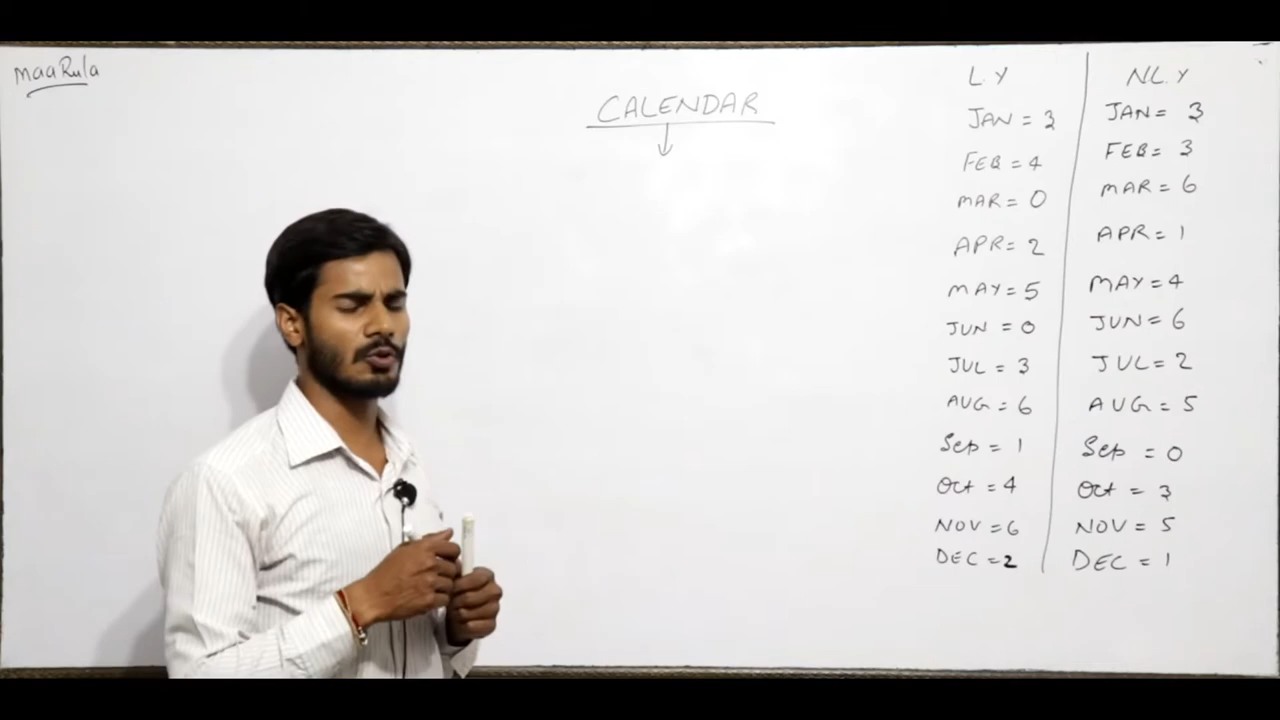 maaRula
CALENDAR
L.Y
JAN = 3
FEB = 4
MAR = 0
APR = 2
MAY = 5
JUN = 0
JUL = 3
AUG = 6
Sep = 1
Oct = 4
NOV = 6
DEC = 2
NL.Y
JAN = 3
FEB = 3
MAR = 6
APR = 1
MAY = 4
JUN = 6
JUL = 2
AUG = 5
Sep = 0
Oct = 3
NOV = 5
DEC = 1